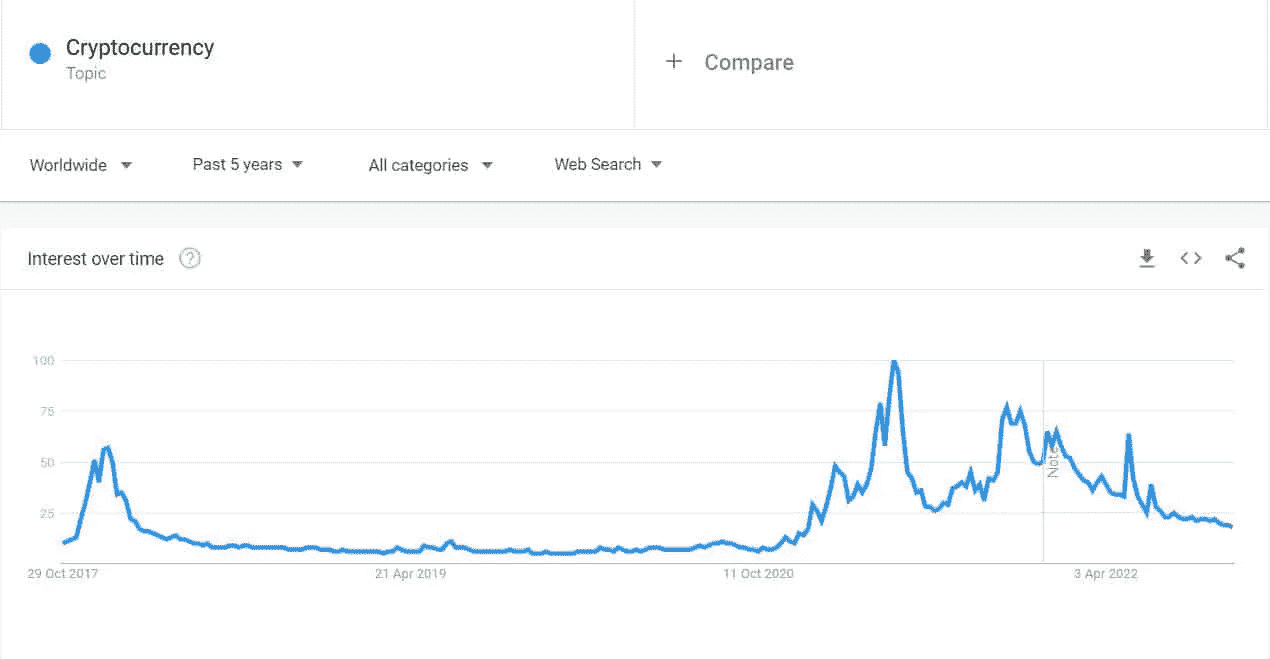 Cryptocurrency
Topic
+ Compare
Worldwide Past 5 years All categories Web Search
Interest over time ?
100
75
50
25
Note
29 Oct 2017 21 Apr 2019 11 Oct 2020 3 Apr 2022